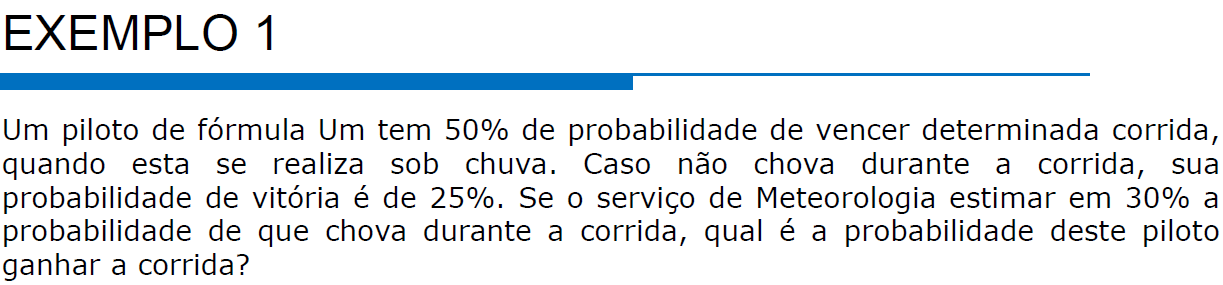 EXEMPLO 1
Um piloto de fórmula Um tem 50% de probabilidade de vencer determinada corrida,
quando esta se realiza sob chuva. Caso não chova durante a corrida, sua
probabilidade de vitória é de 25%. Se o serviço de Meteorologia estimar em 30% a
probabilidade de que chova durante a corrida, qual é a probabilidade deste piloto
ganhar a corrida?